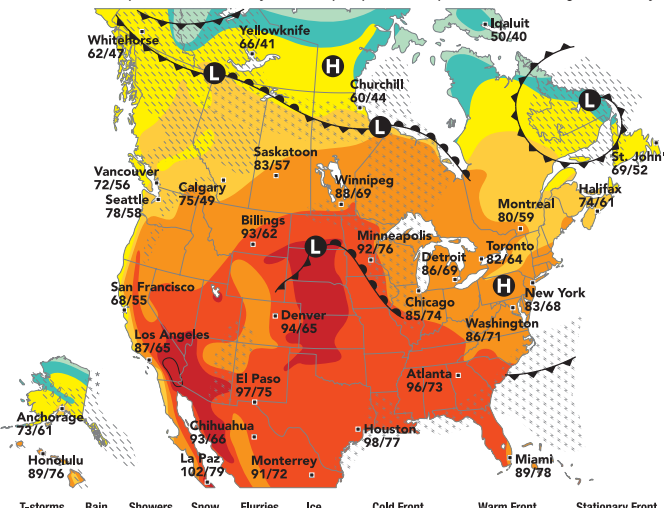 Iqaluit
50/40
Whitehorse
62/47
Yellowknife
66/41
H
L
Churchill
60/44
L
L
St. John'
69/52
Saskatoon
83/57
Vancouver
72/56
Calgary
75/49
Winnipeg
88/69
Halifax
74/61
Seattle
78/58
Montreal
80/59
Billings
93/62
Minneapolis
92/76
L
Detroit
86/69
Toronto
82/64
H
San Francisco
68/55
New York
83/68
Chicago
85/74
Denver
94/65
Washington
86/71
Los Angeles
87/65
Atlanta
96/73
El Paso
97/75
Anchorage
73/61
Chihuahua
93/66
Houston
98/77
Honolulu
89/76
La Paz
102/79
Monterrey
91/72
Miami
89/78
T-storms Rain Showers Snow Flurries Ice Cold Front Warm Front Stationary Front